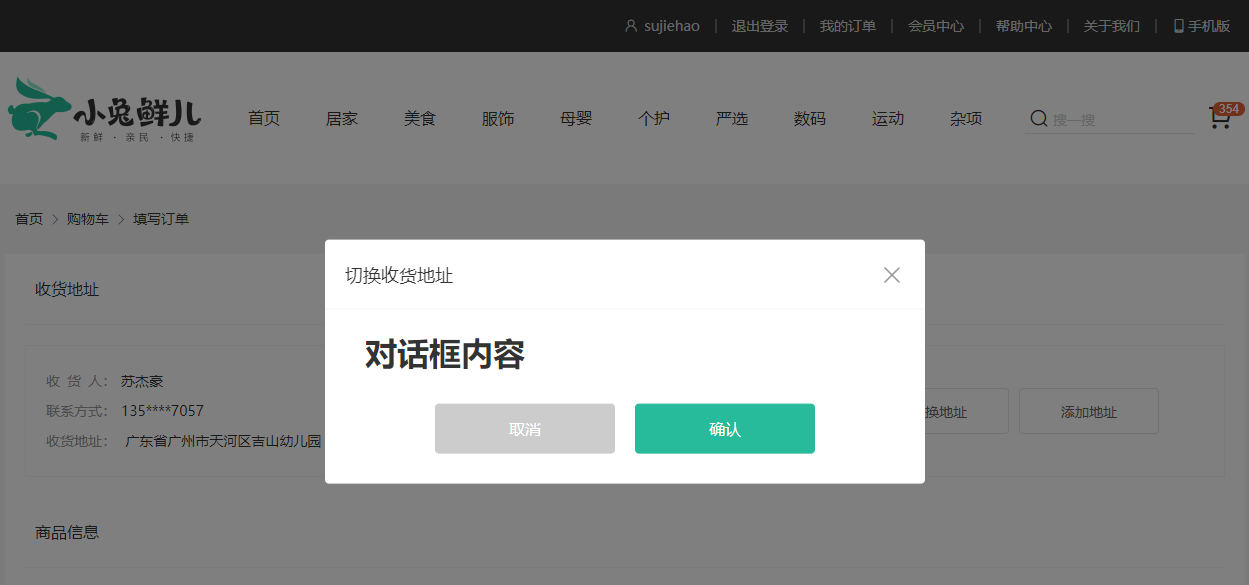 sujiehao | 退出登录 | 我的订单 | 会员中心 | 帮助中心 | 关于我们 | 手机版
小兔鲜儿
新鲜 · 亲民 · 快捷
首页 居家 美食 服饰 母婴 个护 严选 数码 运动 杂项 搜一搜 354
首页 > 购物车 > 填写订单
切换收货地址
收货地址
对话框内容
收 货 人： 苏杰豪
联系方式： 135****7057
收货地址： 广东省广州市天河区吉山幼儿园
换地址 添加地址
取消 确认
商品信息